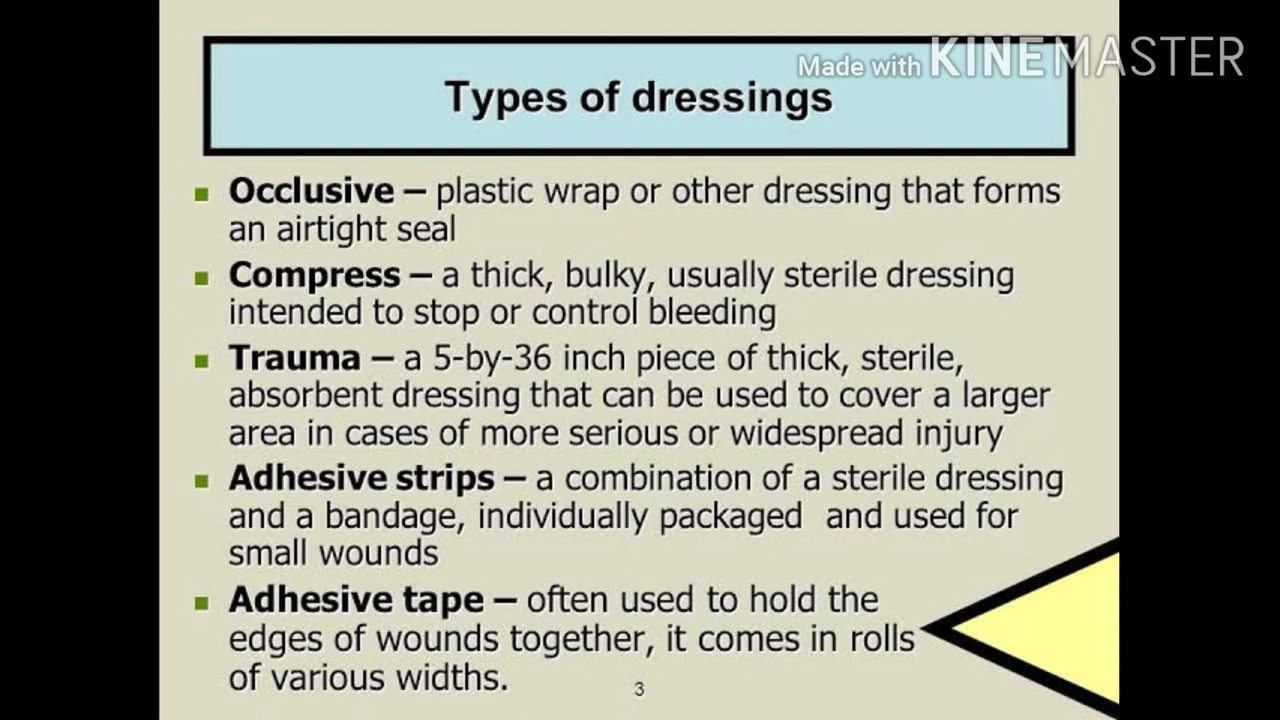 Made with KINEMASTER
Types of dressings
Occlusive – plastic wrap or other dressing that forms
an airtight seal
Compress – a thick, bulky, usually sterile dressing
intended to stop or control bleeding
Trauma – a 5-by-36 inch piece of thick, sterile,
absorbent dressing that can be used to cover a larger
area in cases of more serious or widespread injury
Adhesive strips – a combination of a sterile dressing
and a bandage, individually packaged and used for
small wounds
Adhesive tape – often used to hold the
edges of wounds together, it comes in rolls
of various widths.
3